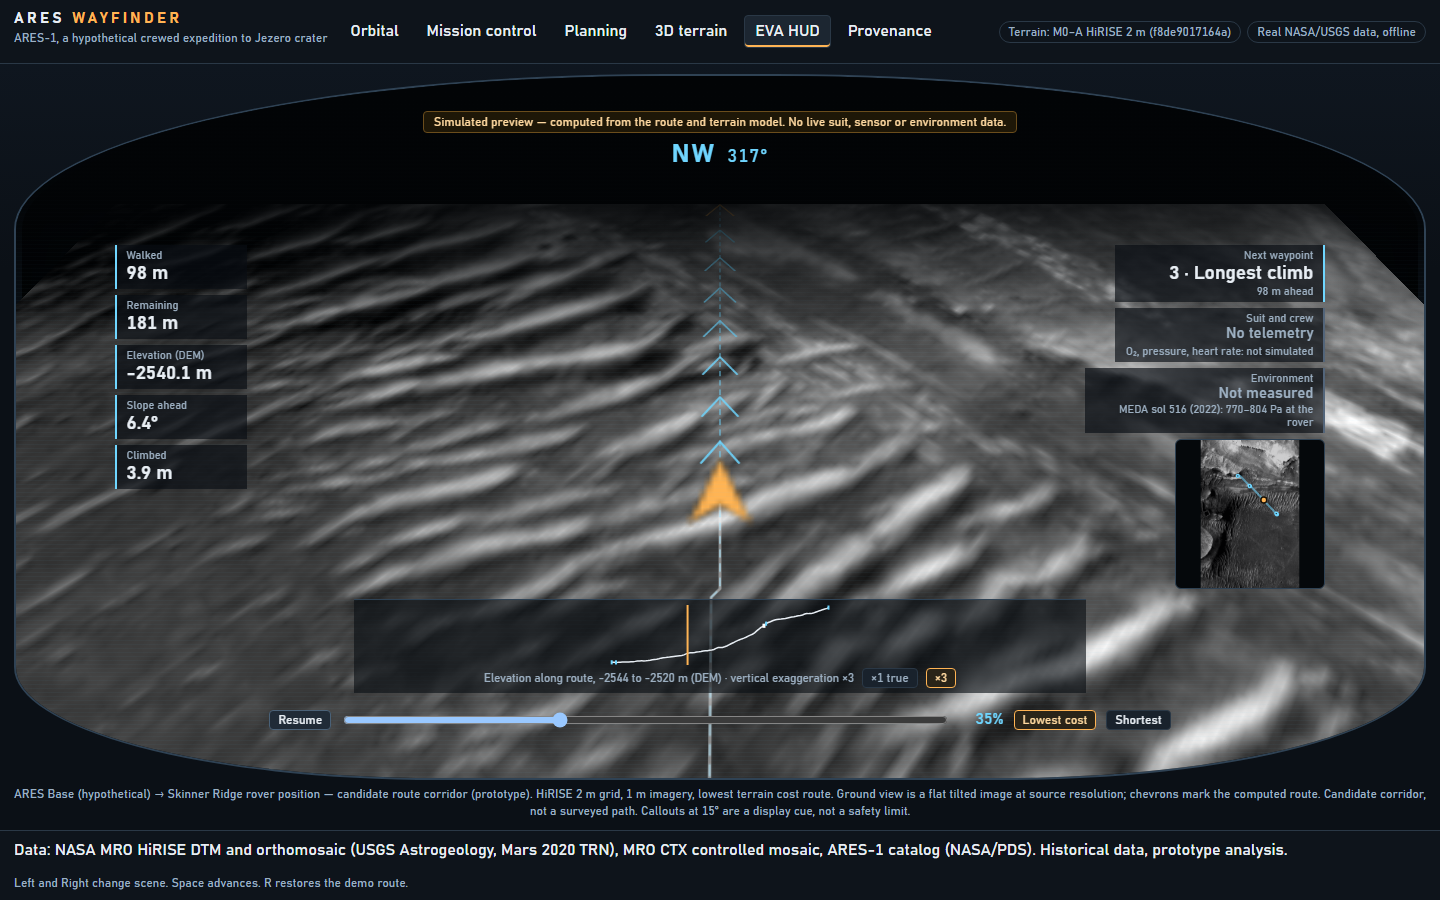 ARES WAYFINDER
ARES-1, a hypothetical crewed expedition to Jezero crater
Orbital
Mission control
Planning
3D terrain
EVA HUD
Provenance
Terrain: M0-A HiRISE 2 m (f8de9017164a)
Real NASA/USGS data, offline
Simulated preview — computed from the route and terrain model. No live suit, sensor or environment data.
NW 317°
Walked
98 m
Remaining
181 m
Elevation (DEM)
-2540.1 m
Slope ahead
6.4°
Climbed
3.9 m
Next waypoint
3 · Longest climb
98 m ahead
Suit and crew
No telemetry
O₂, pressure, heart rate: not simulated
Environment
Not measured
MEDA sol 516 (2022): 770-804 Pa at the
rover
Elevation along route, -2544 to -2520 m (DEM) · vertical exaggeration ×3
×1 true
×3
Resume
35%
Lowest cost
Shortest
ARES Base (hypothetical) → Skinner Ridge rover position — candidate route corridor (prototype). HiRISE 2 m grid, 1 m imagery, lowest terrain cost route. Ground view is a flat tilted image at source resolution; chevrons mark the computed route. Candidate corridor,
not a surveyed path. Callouts at 15° are a display cue, not a safety limit.
Data: NASA MRO HiRISE DTM and orthomosaic (USGS Astrogeology, Mars 2020 TRN), MRO CTX controlled mosaic, ARES-1 catalog (NASA/PDS). Historical data, prototype analysis.
Left and Right change scene. Space advances. R restores the demo route.